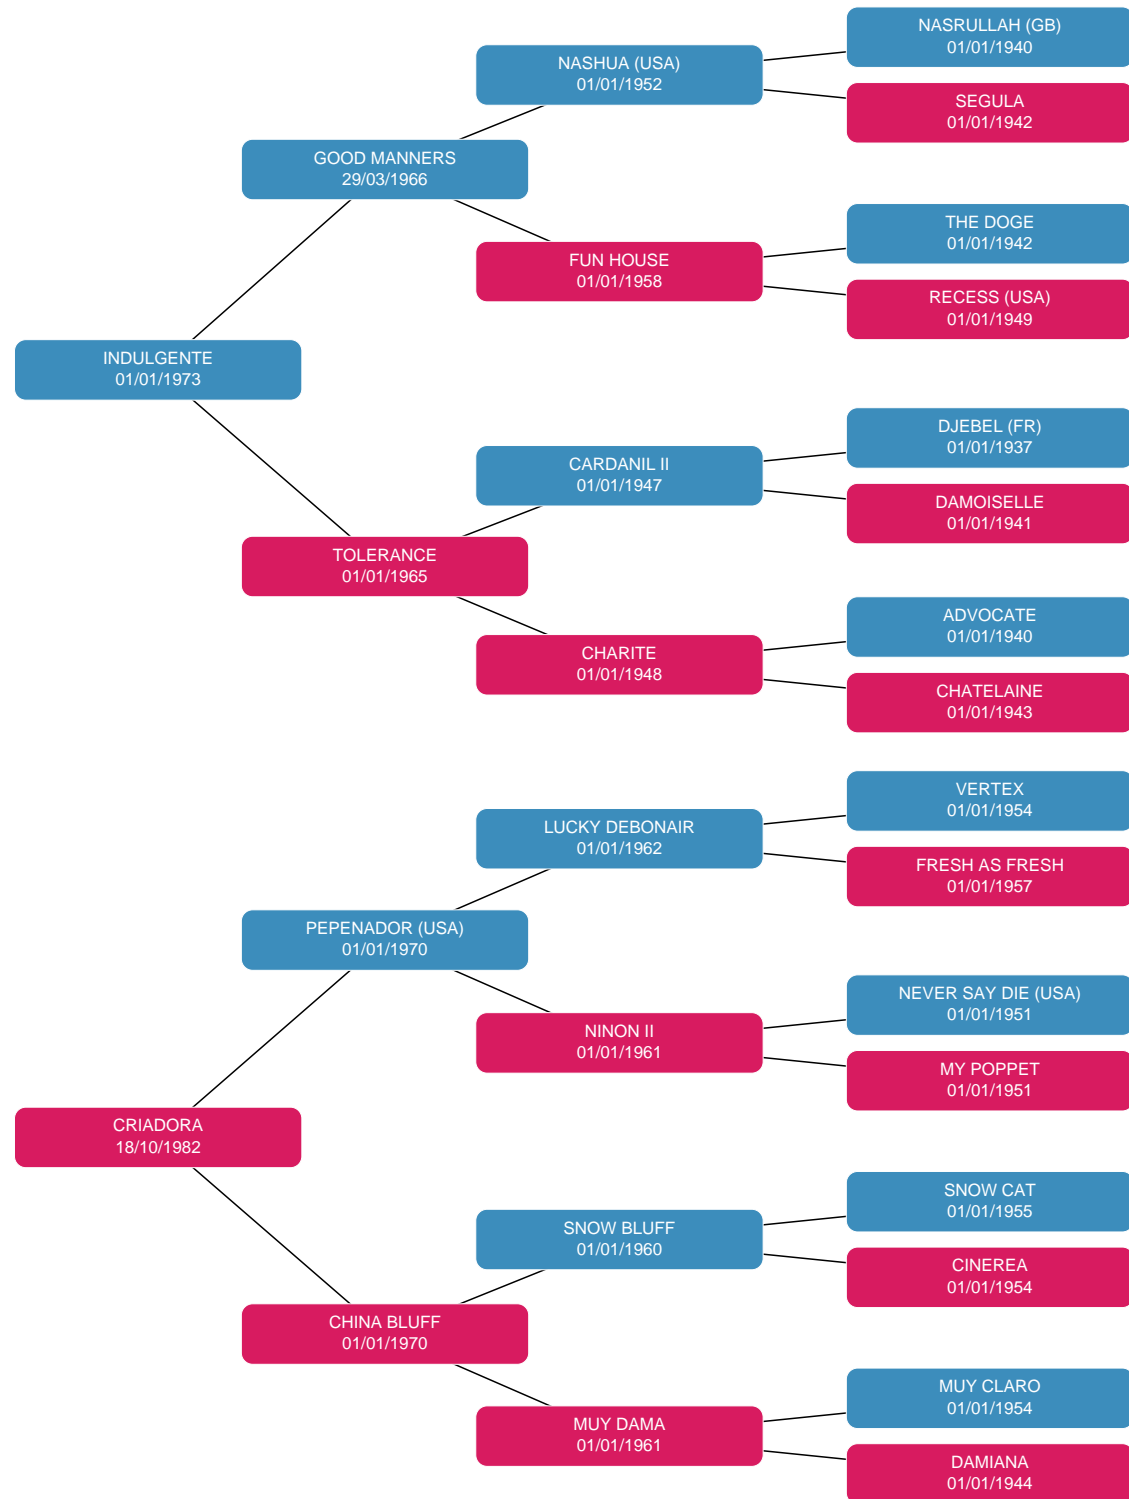 NASRULLAH (GB)
01/01/1940
NASHUA (USA)
01/01/1952
SEGULA
01/01/1942
GOOD MANNERS
29/03/1966
THE DOGE
01/01/1942
FUN HOUSE
01/01/1958
RECESS (USA)
01/01/1949
INDULGENTE
01/01/1973
DJEBEL (FR)
01/01/1937
CARDANIL II
01/01/1947
DAMOISELLE
01/01/1941
TOLERANCE
01/01/1965
ADVOCATE
01/01/1940
CHARITE
01/01/1948
CHATELAINE
01/01/1943
VERTEX
01/01/1954
LUCKY DEBONAIR
01/01/1962
FRESH AS FRESH
01/01/1957
PEPENADOR (USA)
01/01/1970
NEVER SAY DIE (USA)
01/01/1951
NINON II
01/01/1961
MY POPPET
01/01/1951
CRIADORA
18/10/1982
SNOW CAT
01/01/1955
SNOW BLUFF
01/01/1960
CINEREA
01/01/1954
CHINA BLUFF
01/01/1970
MUY CLARO
01/01/1954
MUY DAMA
01/01/1961
DAMIANA
01/01/1944